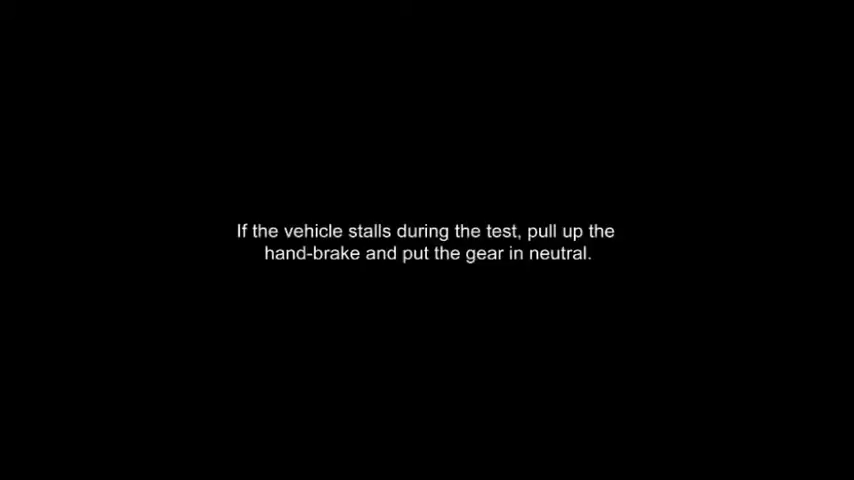 If the vehicle stalls during the test, pull up the
hand-brake and put the gear in neutral.